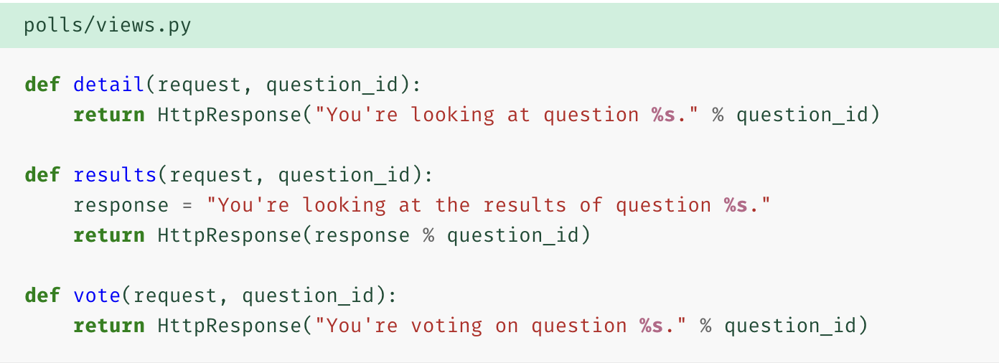 polls/views.py
def detail(request, question_id):
    return HttpResponse("You're looking at question %s." % question_id)
def results(request, question_id):
    response = "You're looking at the results of question %s."
    return HttpResponse(response % question_id)
def vote(request, question_id):
    return HttpResponse("You're voting on question %s." % question_id)